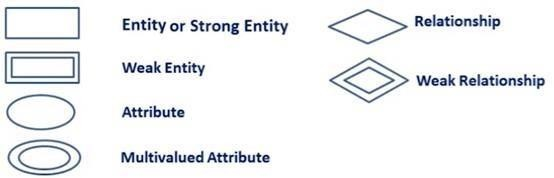 Entity or Strong Entity
Relationship
Weak Entity
Weak Relationship
Attribute
Multivalued Attribute